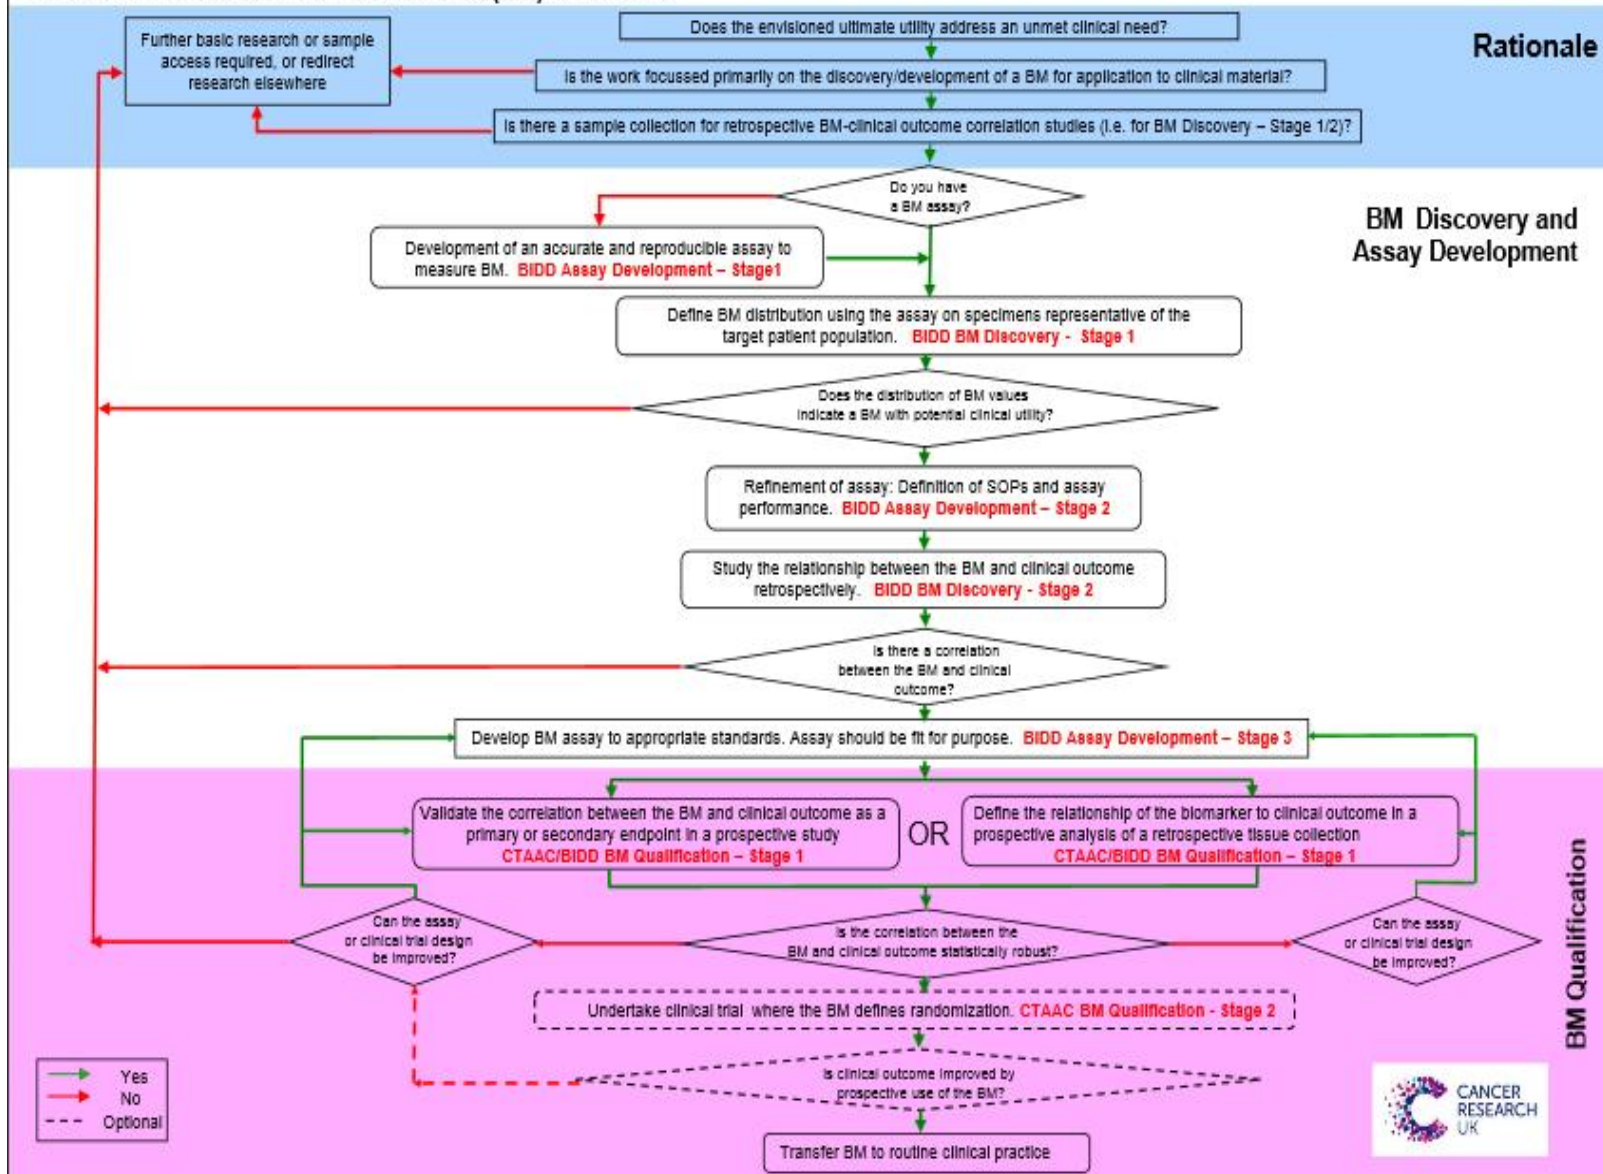 Does the envisioned ultimate utility address an unmet clinical need?
Rationale
Further basic research or sample
access required, or redirect
research elsewhere
Is the work focussed primarily on the discovery/development of a BM for application to clinical material?
Is there a sample collection for retrospective BM-clinical outcome correlation studies (i.e. for BM Discovery – Stage 1/2)?
Do you have
a BM assay?
BM Discovery and
Assay Development
Development of an accurate and reproducible assay to
measure BM. BIDD Assay Development – Stage1
Define BM distribution using the assay on specimens representative of the
target patient population. BIDD BM Discovery - Stage 1
Does the distribution of BM values
indicate a BM with potential clinical utility?
Refinement of assay: Definition of SOPs and assay
performance. BIDD Assay Development – Stage 2
Study the relationship between the BM and clinical outcome
retrospectively. BIDD BM Discovery - Stage 2
Is there a correlation
between the BM and clinical
outcome?
Develop BM assay to appropriate standards. Assay should be fit for purpose. BIDD Assay Development – Stage 3
Validate the correlation between the BM and clinical outcome as a
primary or secondary endpoint in a prospective study
CTAAC/BIDD BM Qualification – Stage 1
OR
Define the relationship of the biomarker to clinical outcome in a
prospective analysis of a retrospective tissue collection
CTAAC/BIDD BM Qualification – Stage 1
BM Qualification
Can the assay
or clinical trial design
be improved?
Is the correlation between the
BM and clinical outcome statistically robust?
Can the assay
or clinical trial design
be improved?
Undertake clinical trial where the BM defines randomization. CTAAC BM Qualification - Stage 2
Is clinical outcome improved by
prospective use of the BM?
Yes
No
Optional
Transfer BM to routine clinical practice
CANCER
RESEARCH
UK